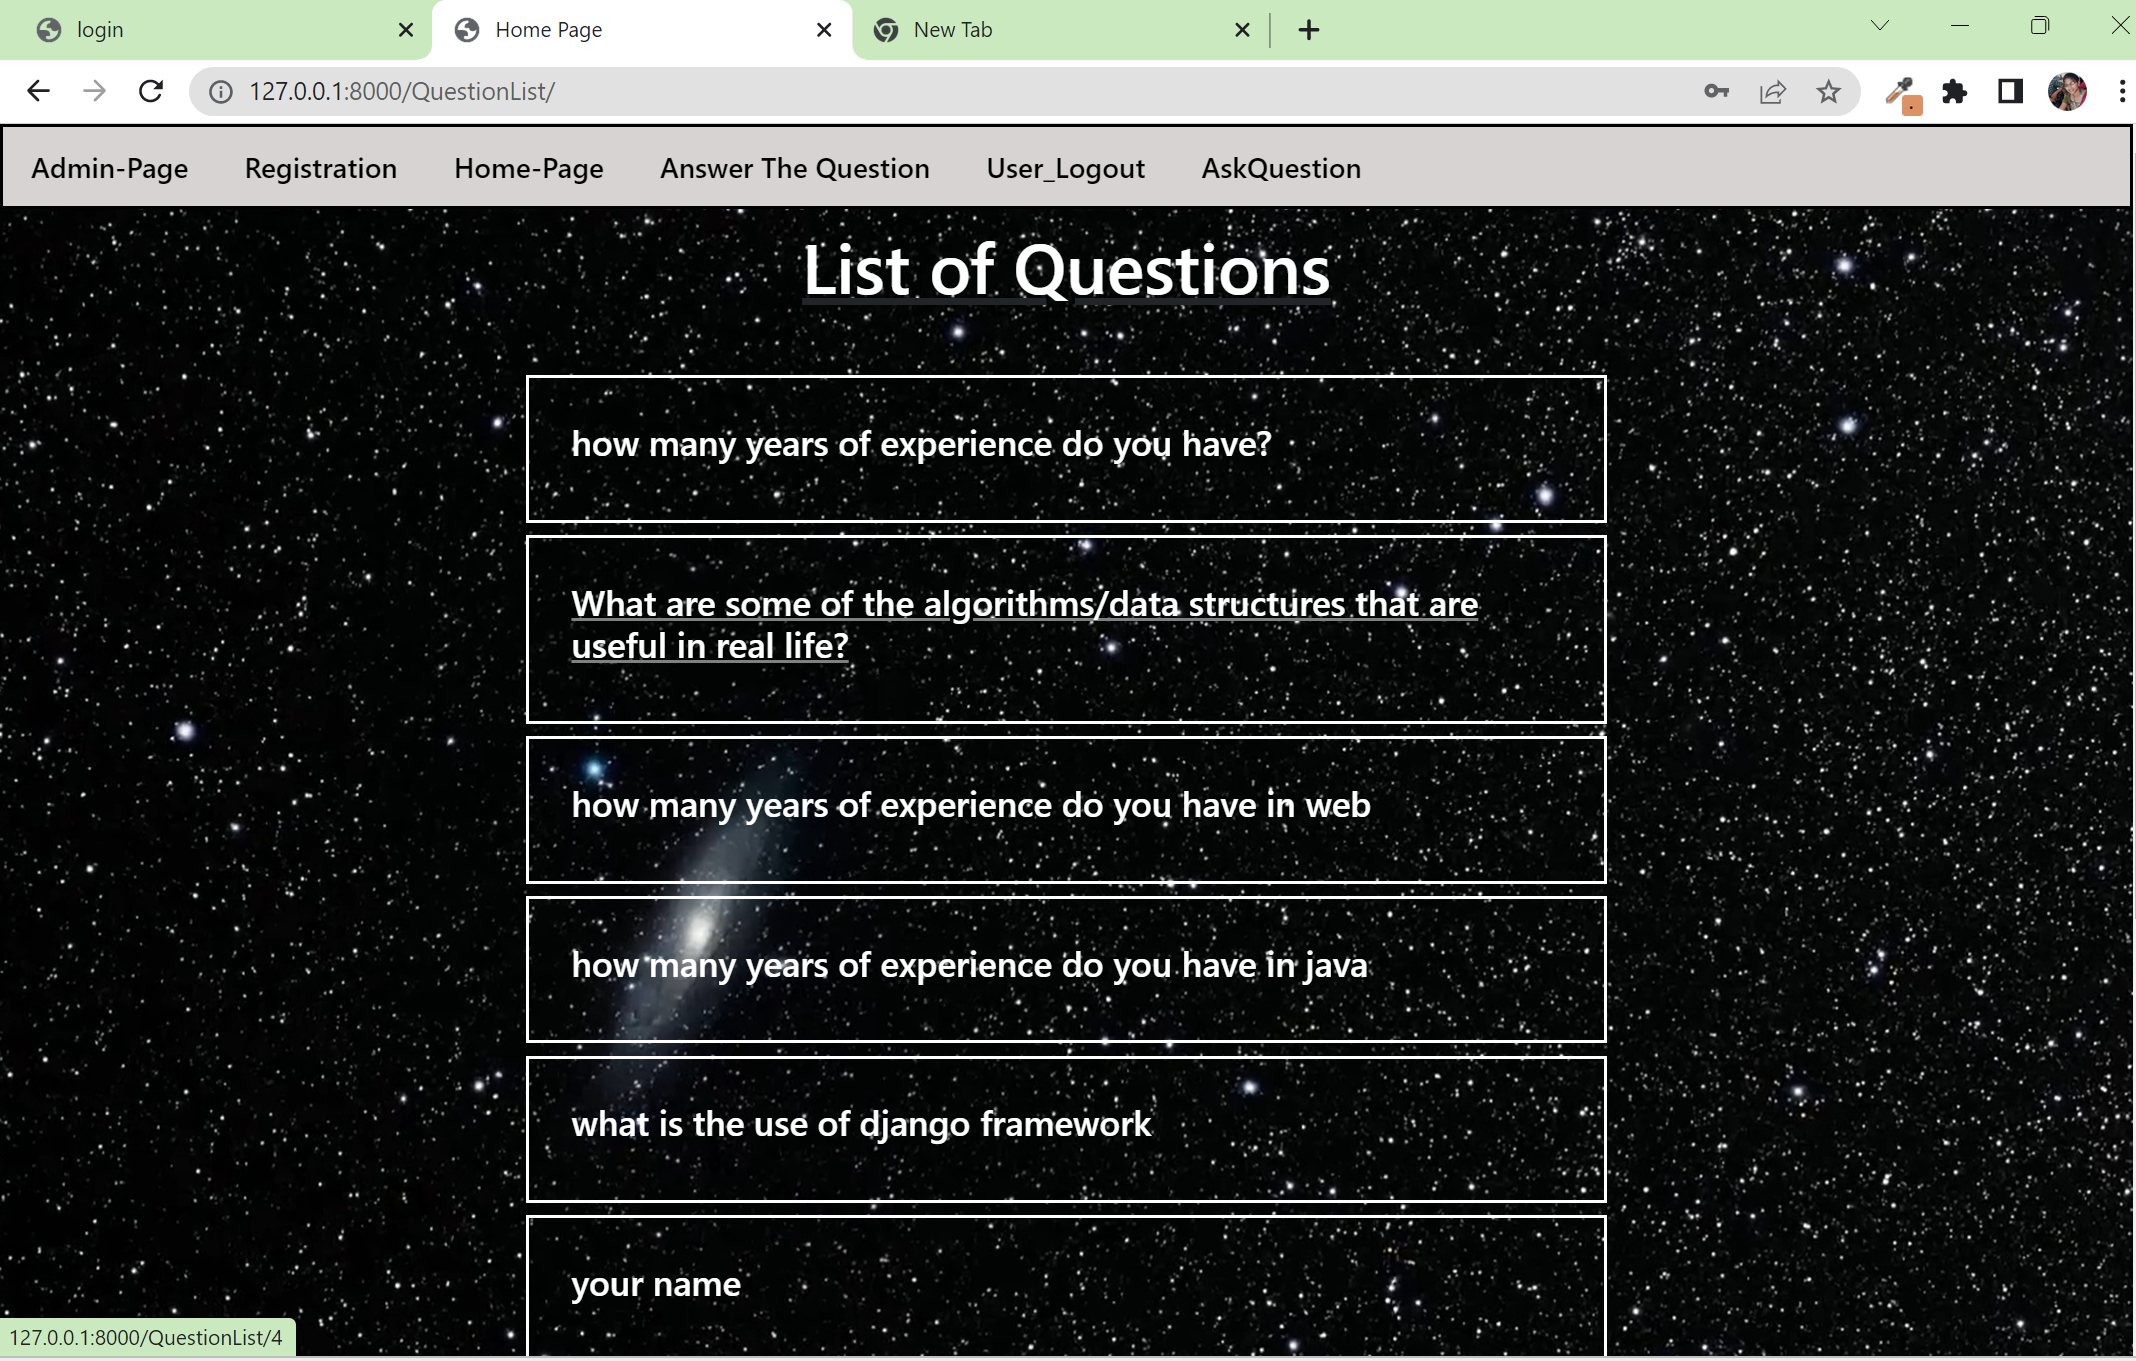 login
Home Page
New Tab
127.0.0.1:8000/QuestionList/
Admin-Page Registration Home-Page Answer The Question User_Logout AskQuestion
List of Questions
how many years of experience do you have?
What are some of the algorithms/data structures that are
useful in real life?
how many years of experience do you have in web
how many years of experience do you have in java
what is the use of django framework
your name
127.0.0.1:8000/QuestionList/4